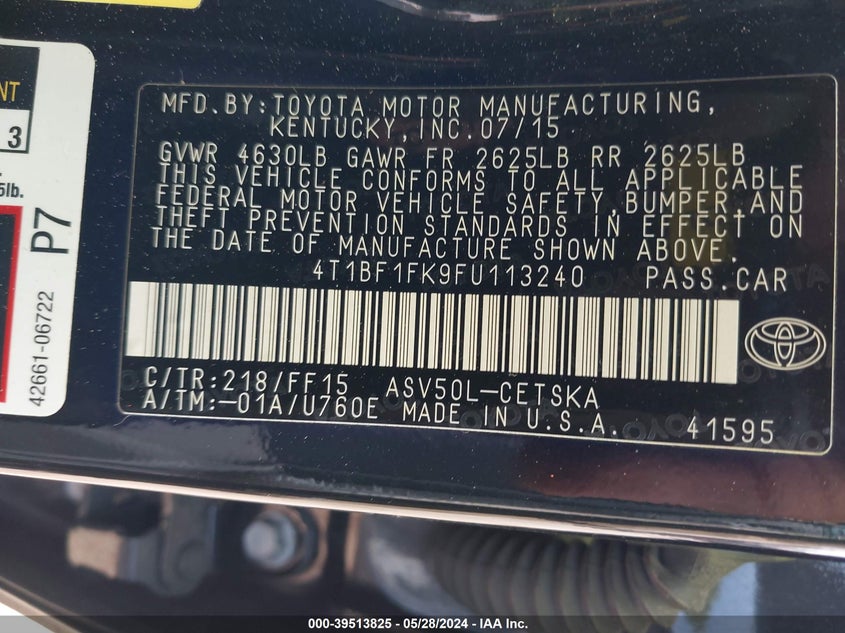 MFD.BY:TOYOTA MOTOR MANUFACTURING,
KENTUCKY,INC.07/15
GVWR 4630LB GAWR FR 2625LB RR 2625LB
THIS VEHICLE CONFORMS TO ALL APPLICABLE
FEDERAL MOTOR VEHICLE SAFETY,BUMPER,AND
THEFT PREVENTION STANDARDS IN EFFECT ON
THE DATE OF MANUFACTURE SHOWN ABOVE.
4T1BF1FK9FU113240 PASS.CAR
C/TR:218/FF15 ASV50L-CETSKA
A/TM:-01A/U760E MADE IN U.S.A. 41595
NT
3
5lb.
P7
42661-06722
000-39513825 - 05/28/2024 - IAA Inc.